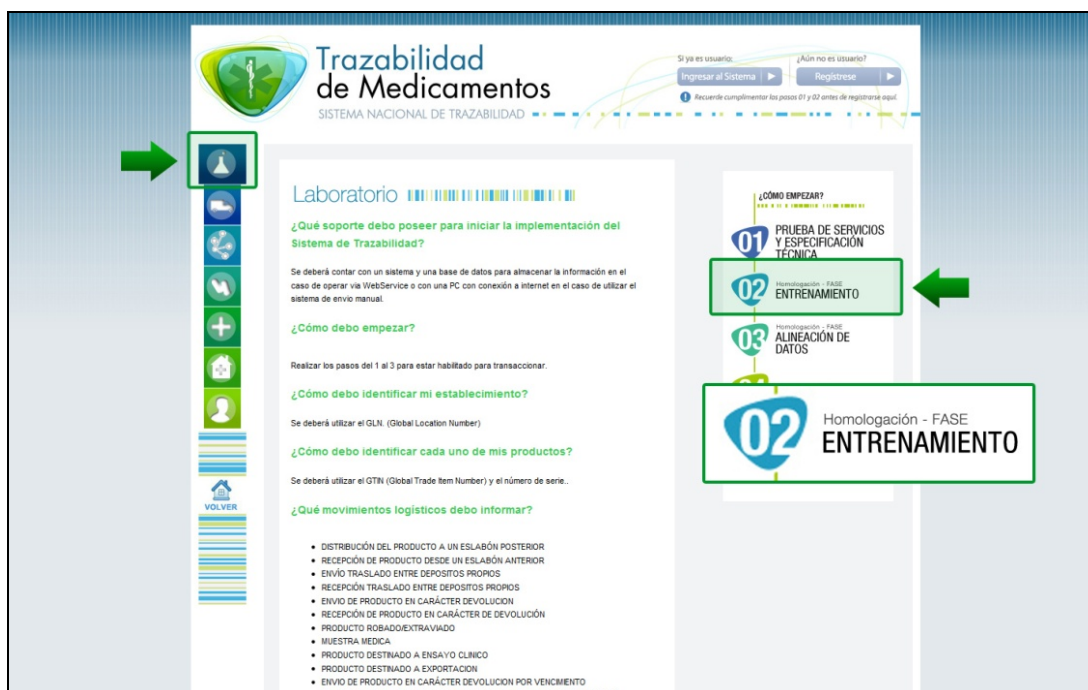 Trazabilidad
de Medicamentos
SISTEMA NACIONAL DE TRAZABILIDAD
Si ya es usuario:
Ingresar al Sistema
¿Aún no es usuario?
Regístrese
Recuerde cumplimentar los pasos 01 y 02 antes de registrarse aquí.
VOLVER
Laboratorio
¿Qué soporte debo poseer para iniciar la implementación del
Sistema de Trazabilidad?
Se deberá contar con un sistema y una base de datos para almacenar la información en el
caso de operar via WebService o con una PC con conexión a internet en el caso de utilizar el
sistema de envio manual.
¿Cómo debo empezar?
Realizar los pasos del 1 al 3 para estar habilitado para transaccionar.
¿Cómo debo identificar mi establecimiento?
Se deberá utilizar el GLN. (Global Location Number)
¿Cómo debo identificar cada uno de mis productos?
Se deberá utilizar el GTIN (Global Trade Item Number) y el número de serie..
¿Qué movimientos logísticos debo informar?
DISTRIBUCIÓN DEL PRODUCTO A UN ESLABÓN POSTERIOR
RECEPCIÓN DE PRODUCTO DESDE UN ESLABÓN ANTERIOR
ENVÍO TRASLADO ENTRE DEPOSITOS PROPIOS
RECEPCIÓN TRASLADO ENTRE DEPOSITOS PROPIOS
ENVIO DE PRODUCTO EN CARÁCTER DEVOLUCION
RECEPCIÓN DE PRODUCTO EN CARÁCTER DE DEVOLUCIÓN
PRODUCTO ROBADO/EXTRAVIADO
MUESTRA MEDICA
PRODUCTO DESTINADO A ENSAYO CLINICO
PRODUCTO DESTINADO A EXPORTACION
ENVIO DE PRODUCTO EN CARÁCTER DEVOLUCION POR VENCIMIENTO
¿CÓMO EMPEZAR?
01
PRUEBA DE SERVICIOS
Y ESPECIFICACIÓN
TÉCNICA
02
Homologación - FASE
ENTRENAMIENTO
03
Homologación - FASE
ALINEACIÓN DE
DATOS
02
Homologación - FASE
ENTRENAMIENTO